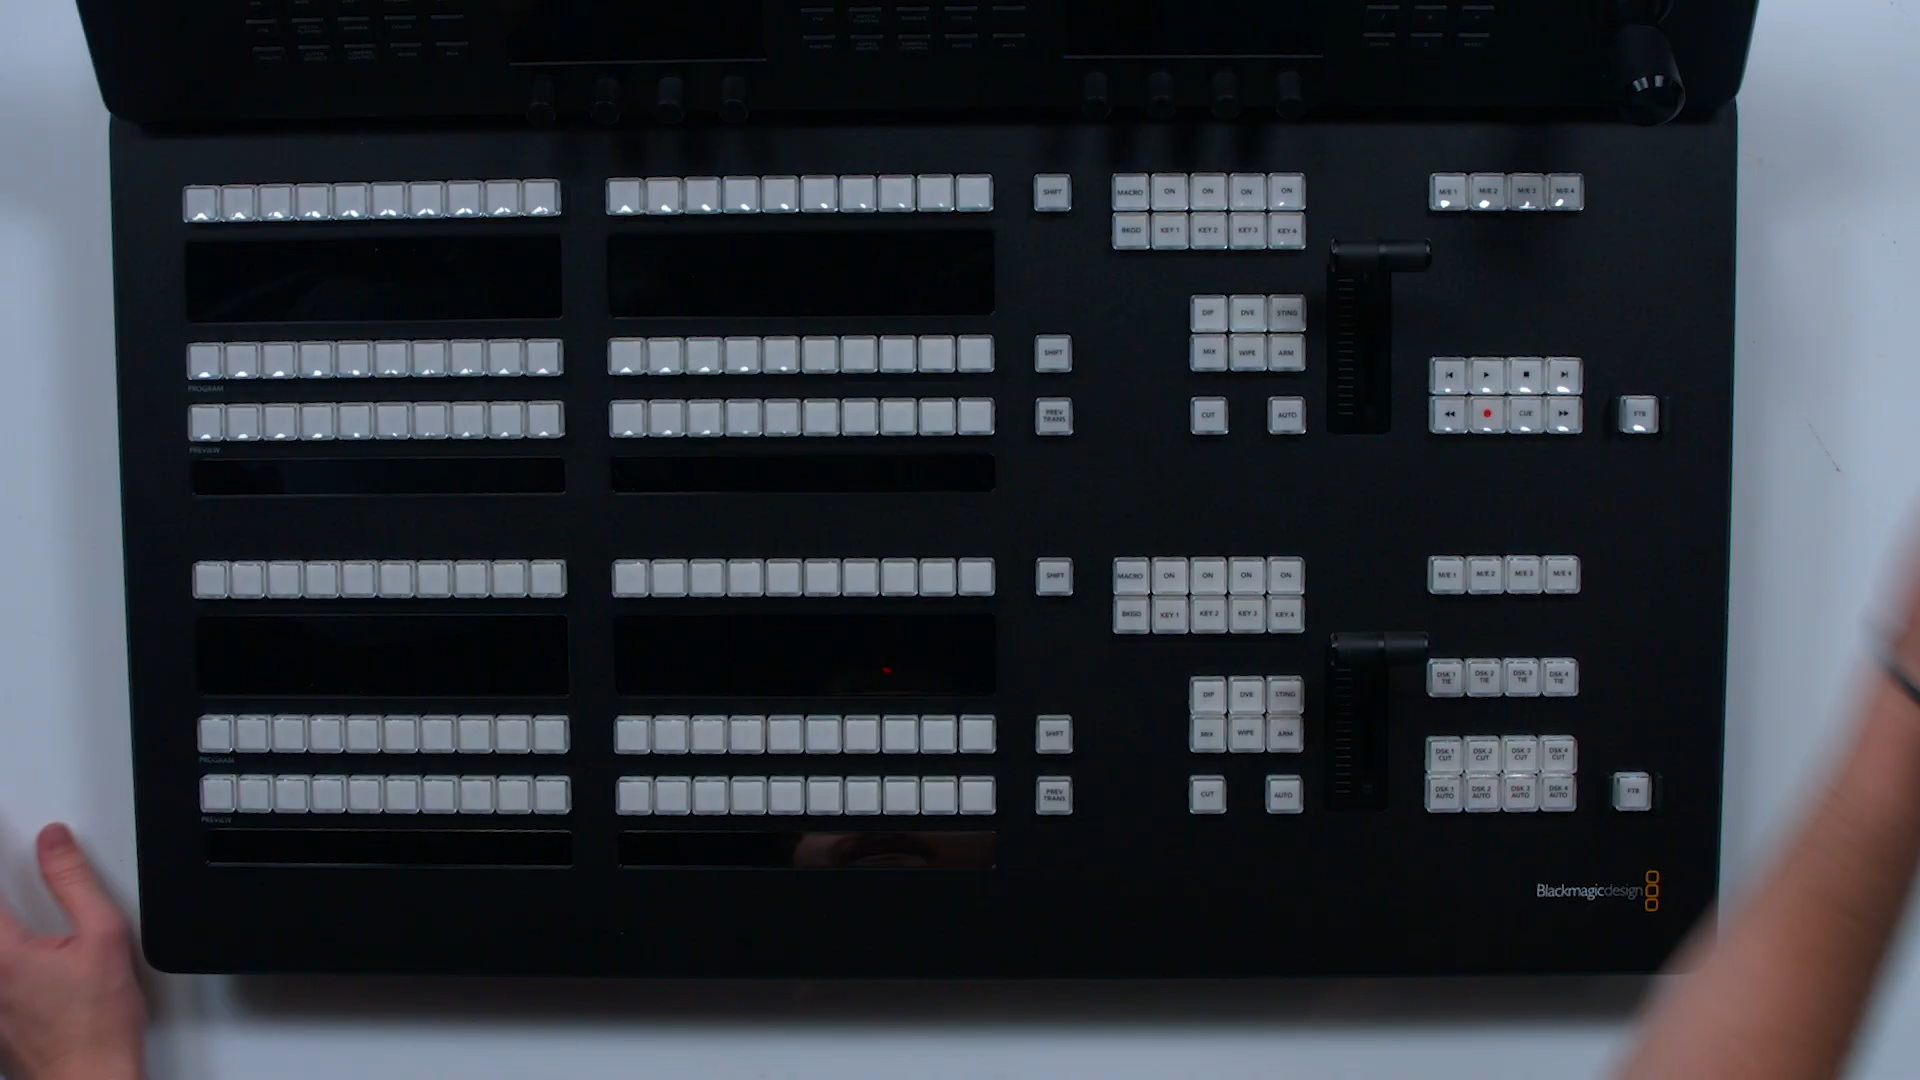 SHIFT MACRO ON ON ON ON M/E 1 M/E 2 M/E 3 M/E 4
BKGD KEY 1 KEY 2 KEY 3 KEY 4
DIP DVE STING
SHIFT MIX WIPE ARM
PROGRAM
PREV TRANS CUT AUTO CUE FTB
PREVIEW
SHIFT MACRO ON ON ON ON M/E 1 M/E 2 M/E 3 M/E 4
BKGD KEY 1 KEY 2 KEY 3 KEY 4
DSK 1 TIE DSK 2 TIE DSK 3 TIE DSK 4 TIE
DIP DVE STING
SHIFT MIX WIPE ARM
PROGRAM
DSK 1 CUT DSK 2 CUT DSK 3 CUT DSK 4 CUT
PREV TRANS CUT AUTO DSK 1 AUTO DSK 2 AUTO DSK 3 AUTO DSK 4 AUTO FTB
PREVIEW
Blackmagicdesign